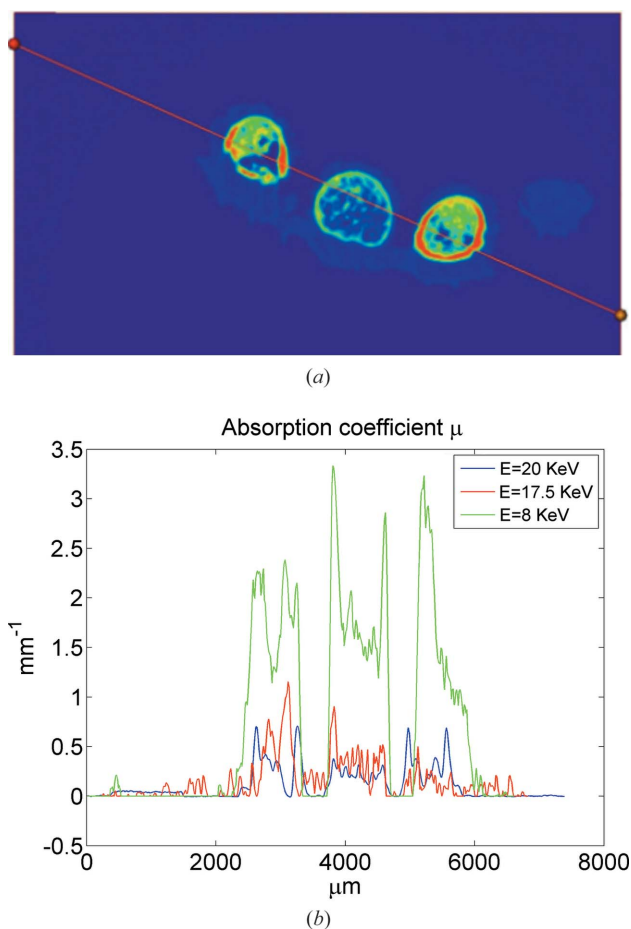 (a)
Absorption coefficient μ
3.5
3
2.5
2
1.5
1
0.5
0
-0.5
mm-1
E=20 KeV
E=17.5 KeV
E=8 KeV
0 2000 4000 6000 8000
μm
(b)